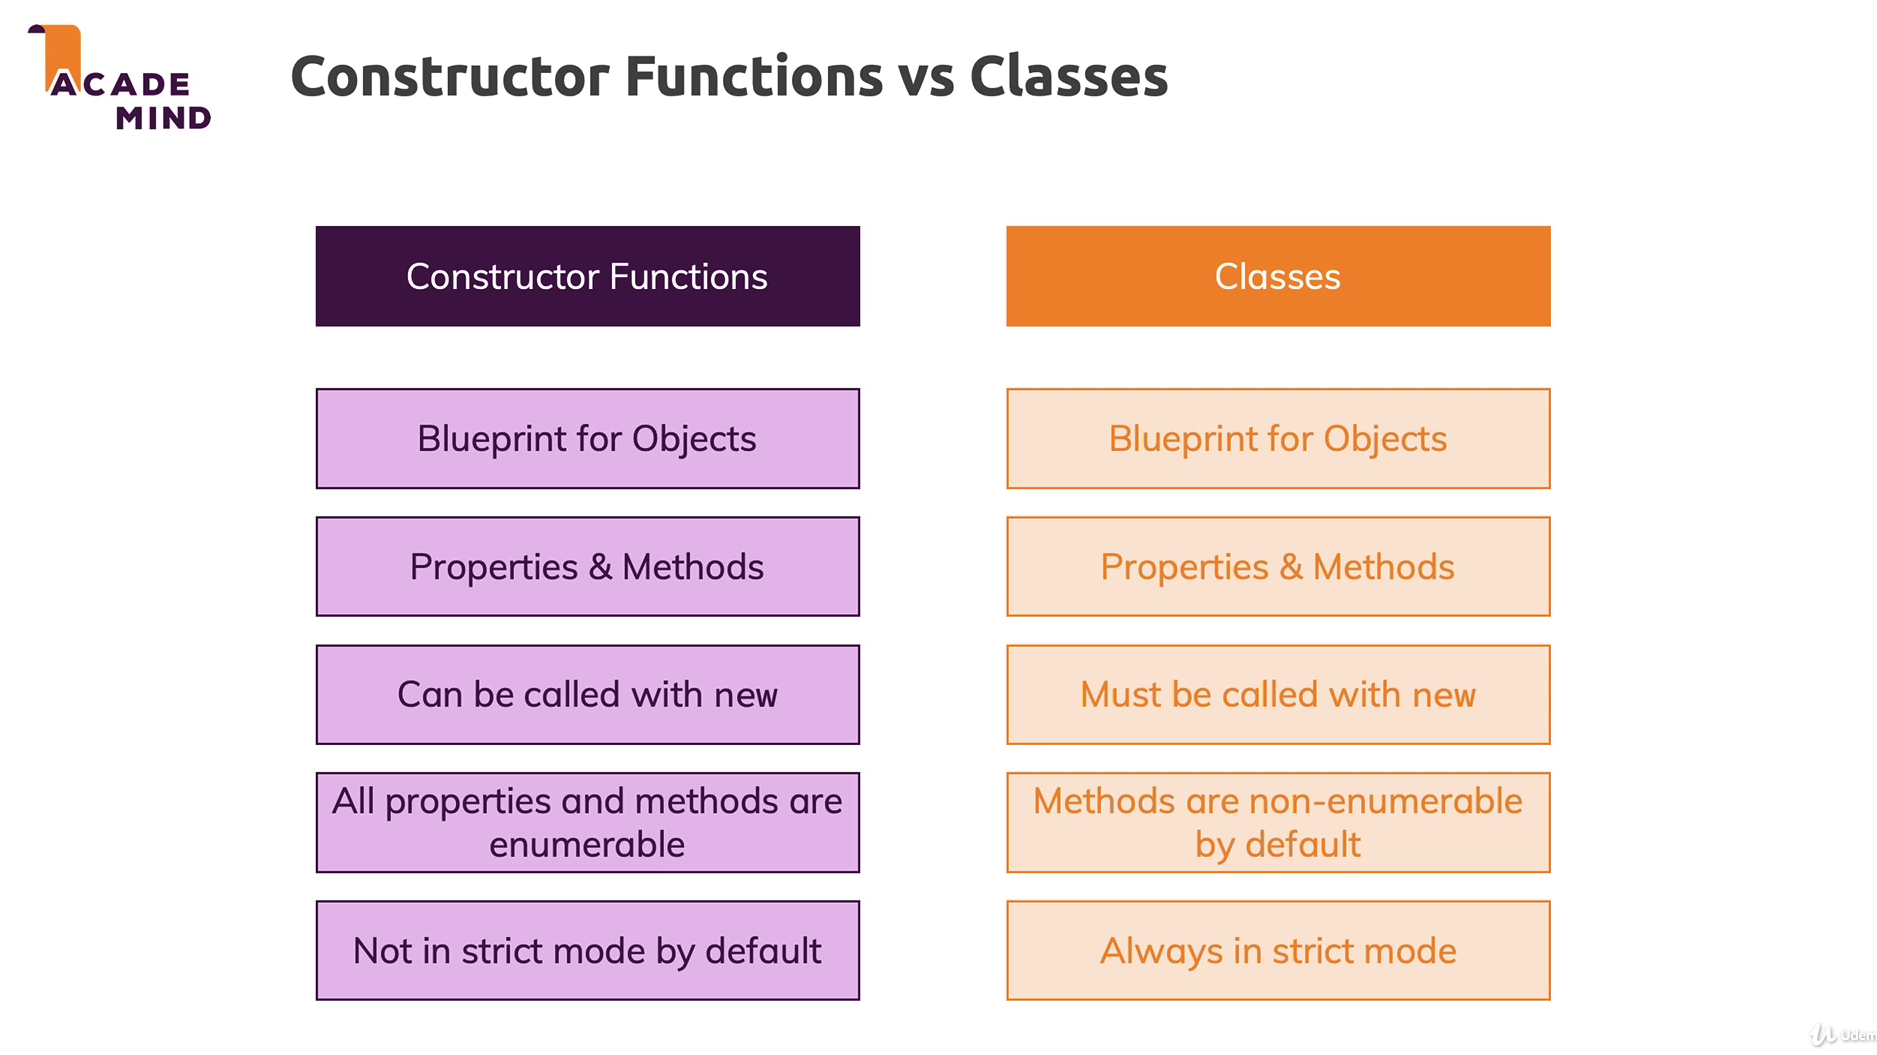 ACADE
MIND
Constructor Functions vs Classes
Constructor Functions
Classes
Blueprint for Objects
Blueprint for Objects
Properties & Methods
Properties & Methods
Can be called with new
Must be called with new
All properties and methods are
enumerable
Methods are non-enumerable
by default
Not in strict mode by default
Always in strict mode
Udem